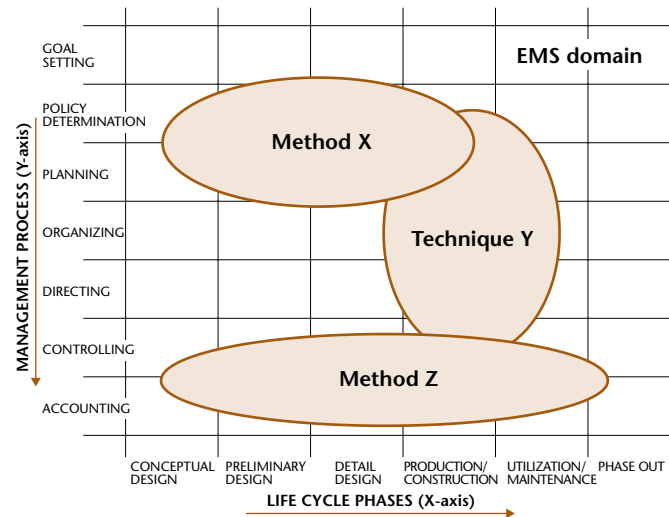 GOAL
SETTING
EMS domain
POLICY
DETERMINATION
Method X
PLANNING
ORGANIZING
Technique Y
DIRECTING
CONTROLLING
Method Z
ACCOUNTING
MANAGEMENT PROCESS (Y-axis)
CONCEPTUAL
DESIGN
PRELIMINARY
DESIGN
DETAIL
DESIGN
PRODUCTION/
CONSTRUCTION
UTILIZATION/
MAINTENANCE
PHASE OUT
LIFE CYCLE PHASES (X-axis)